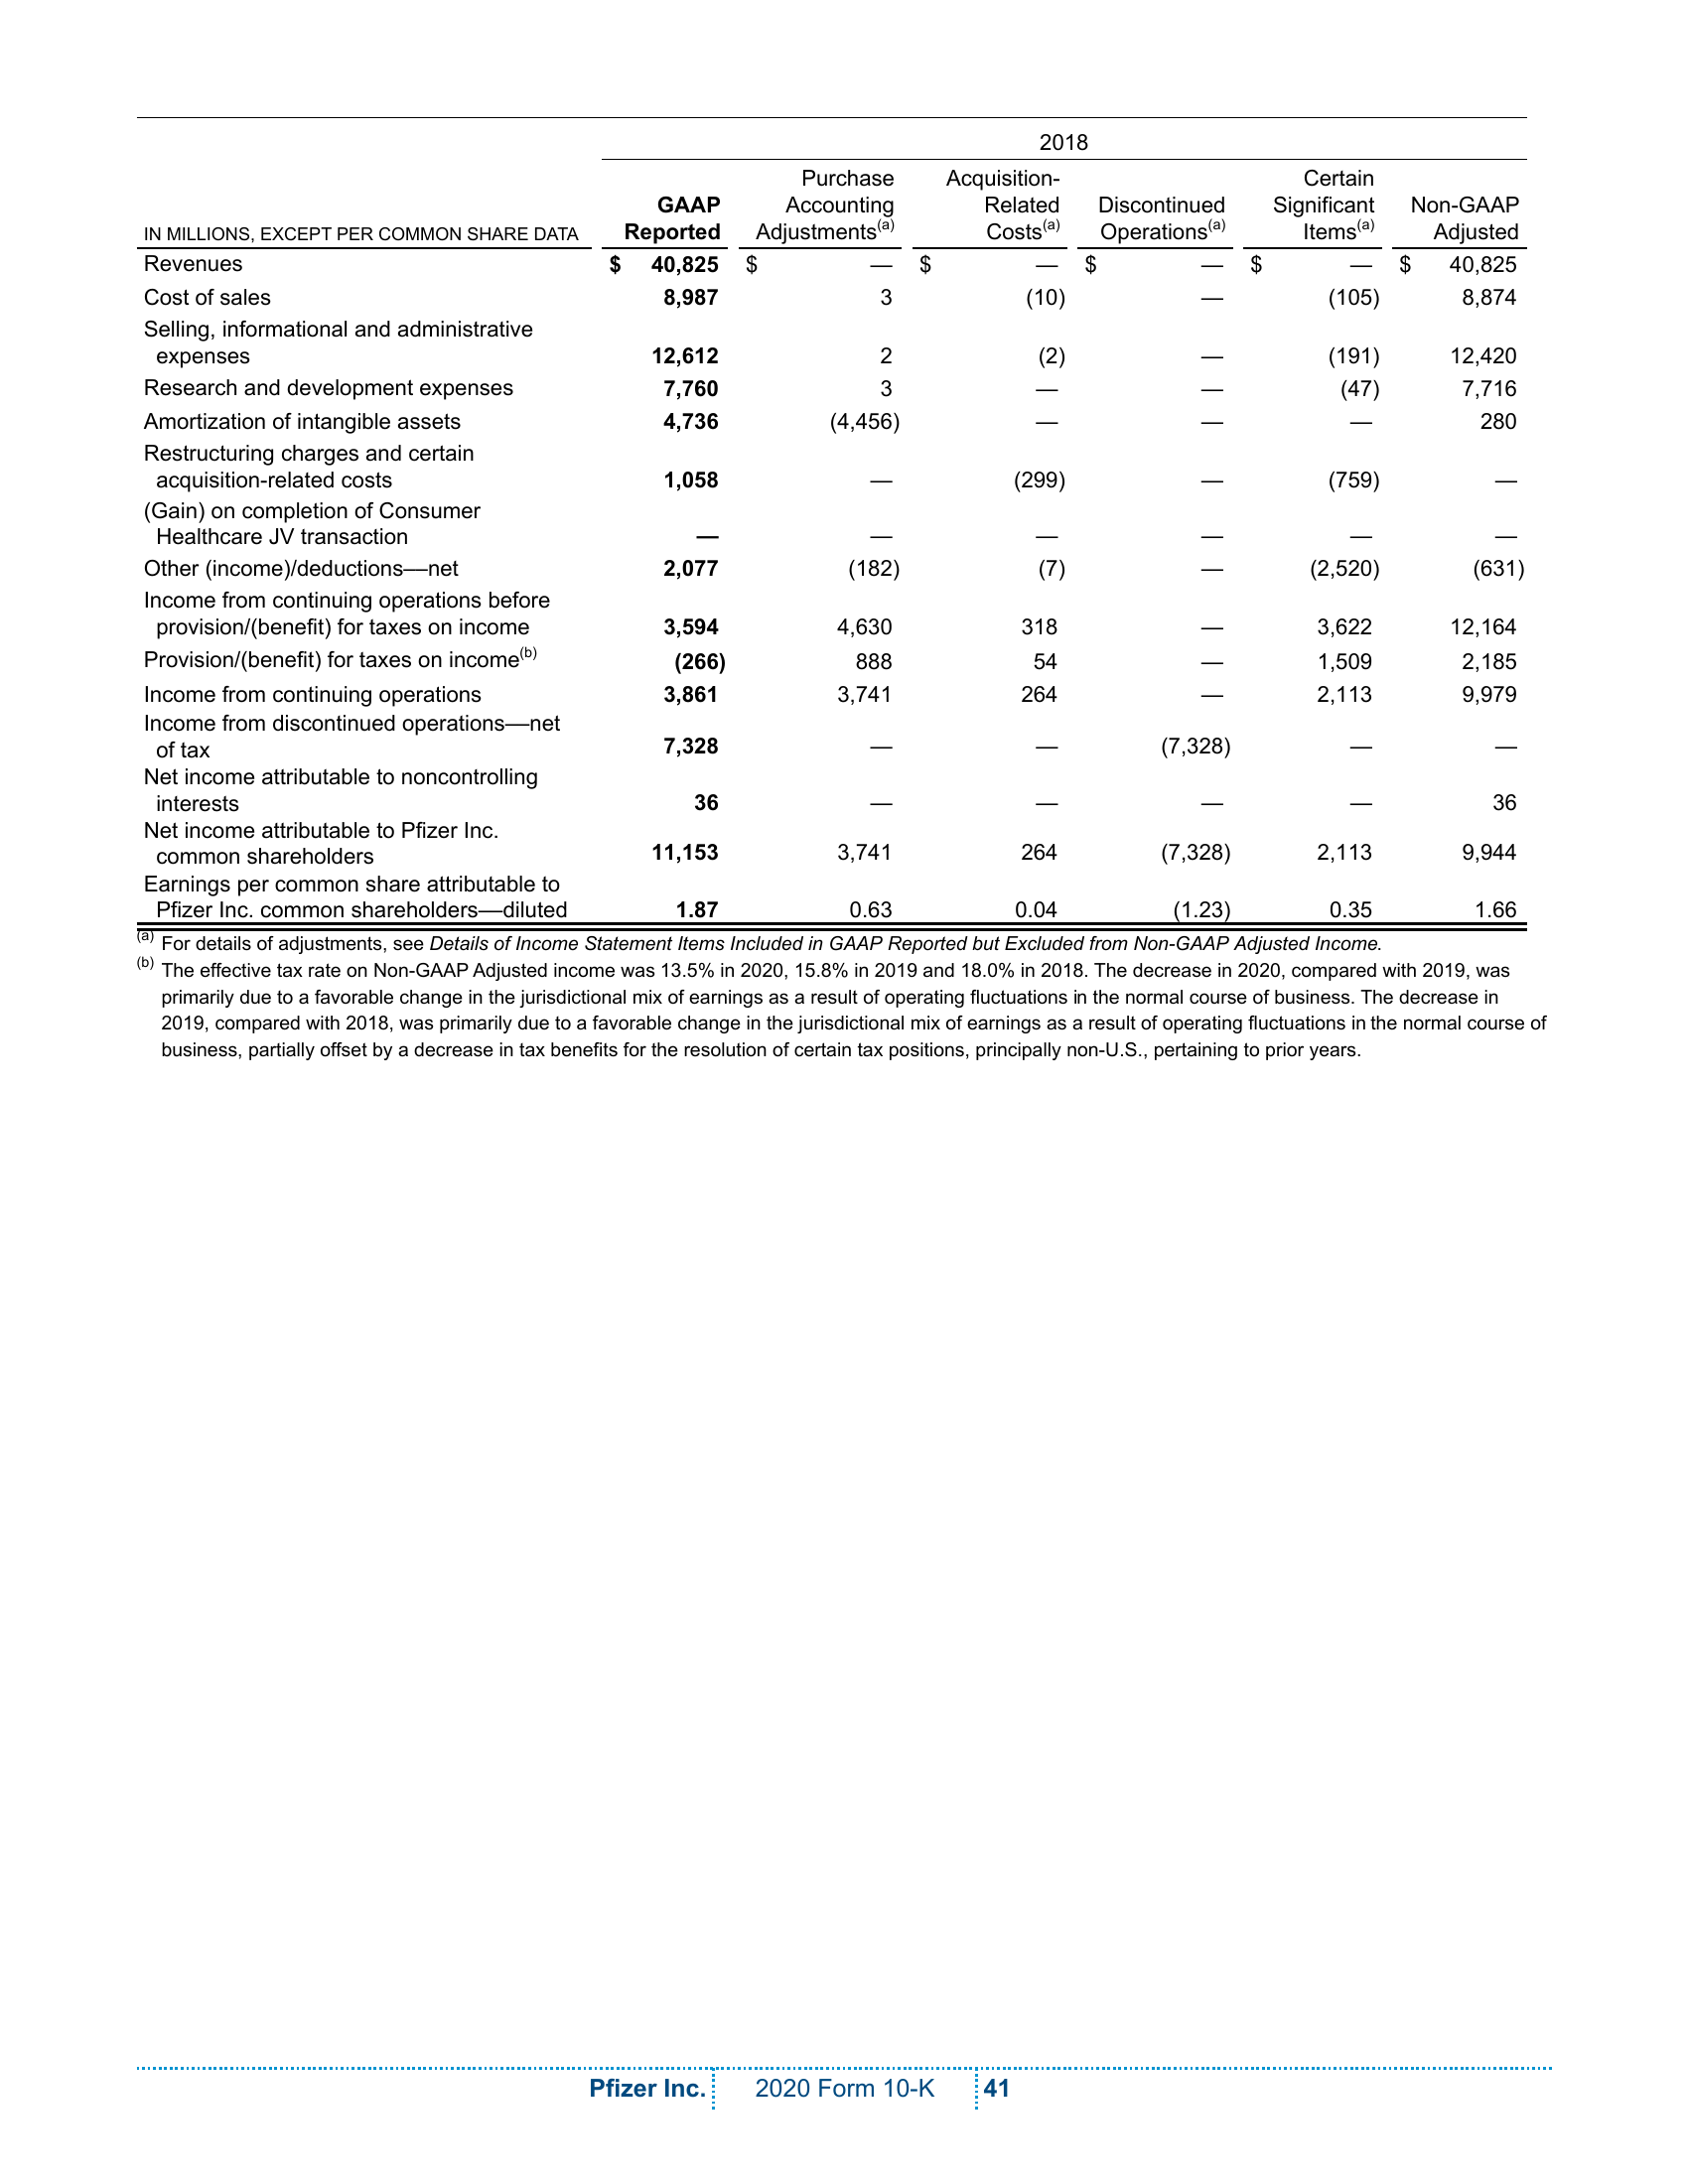 2018
IN MILLIONS, EXCEPT PER COMMON SHARE DATA GAAP Reported Purchase Accounting Adjustments(a) Acquisition-Related Costs(a) Discontinued Operations(a) Certain Significant Items(a) Non-GAAP Adjusted
Revenues $ 40,825 $ — $ — $ — $ — $ 40,825
Cost of sales 8,987 3 (10) — (105) 8,874
Selling, informational and administrative
expenses 12,612 2 (2) — (191) 12,420
Research and development expenses 7,760 3 — — (47) 7,716
Amortization of intangible assets 4,736 (4,456) — — — 280
Restructuring charges and certain
acquisition-related costs 1,058 — (299) — (759) —
(Gain) on completion of Consumer
Healthcare JV transaction — — — — — —
Other (income)/deductions––net 2,077 (182) (7) — (2,520) (631)
Income from continuing operations before
provision/(benefit) for taxes on income 3,594 4,630 318 — 3,622 12,164
Provision/(benefit) for taxes on income(b) (266) 888 54 — 1,509 2,185
Income from continuing operations 3,861 3,741 264 — 2,113 9,979
Income from discontinued operations––net
of tax 7,328 — — (7,328) — —
Net income attributable to noncontrolling
interests 36 — — — — 36
Net income attributable to Pfizer Inc.
common shareholders 11,153 3,741 264 (7,328) 2,113 9,944
Earnings per common share attributable to
Pfizer Inc. common shareholders––diluted 1.87 0.63 0.04 (1.23) 0.35 1.66
(a) For details of adjustments, see Details of Income Statement Items Included in GAAP Reported but Excluded from Non-GAAP Adjusted Income.
(b) The effective tax rate on Non-GAAP Adjusted income was 13.5% in 2020, 15.8% in 2019 and 18.0% in 2018. The decrease in 2020, compared with 2019, was
primarily due to a favorable change in the jurisdictional mix of earnings as a result of operating fluctuations in the normal course of business. The decrease in
2019, compared with 2018, was primarily due to a favorable change in the jurisdictional mix of earnings as a result of operating fluctuations in the normal course of
business, partially offset by a decrease in tax benefits for the resolution of certain tax positions, principally non-U.S., pertaining to prior years.
Pfizer Inc. 2020 Form 10-K 41